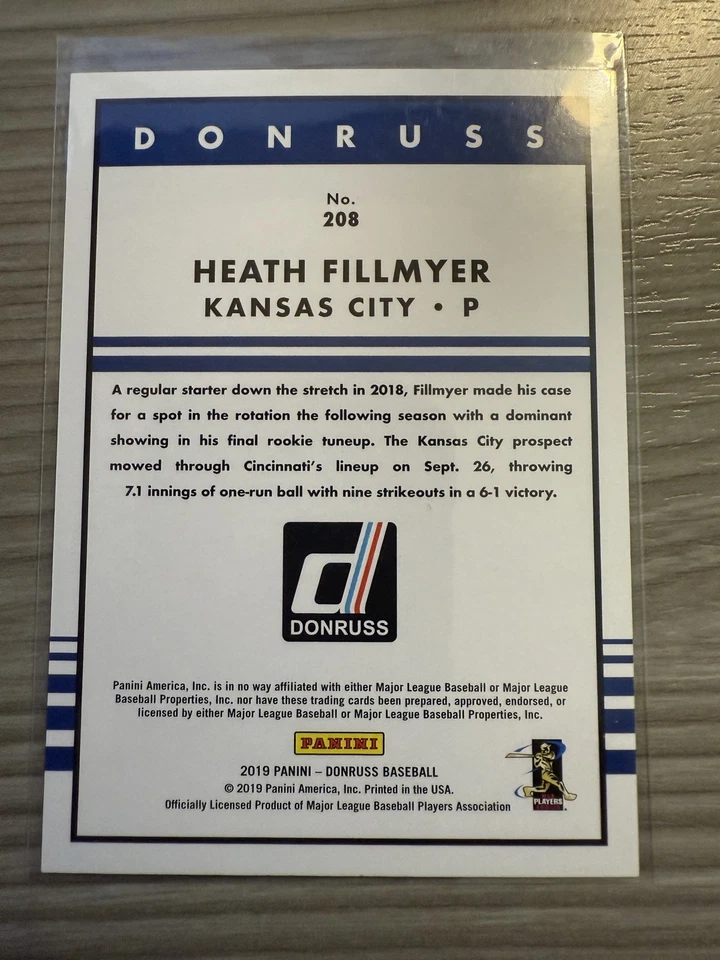 DONRUSS
No.
208
HEATH FILLMYER
KANSAS CITY • P
A regular starter down the stretch in 2018, Fillmyer made his case
for a spot in the rotation the following season with a dominant
showing in his final rookie tuneup. The Kansas City prospect
mowed through Cincinnati's lineup on Sept. 26, throwing
7.1 innings of one-run ball with nine strikeouts in a 6-1 victory.
d
DONRUSS
Panini America, Inc. is in no way affiliated with either Major League Baseball or Major League
Baseball Properties, Inc. nor have these trading cards been prepared, approved, endorsed, or
licensed by either Major League Baseball or Major League Baseball Properties, Inc.
PANINI
2019 PANINI – DONRUSS BASEBALL
© 2019 Panini America, Inc. Printed in the USA.
Officially Licensed Product of Major League Baseball Players Association
PLAYERS